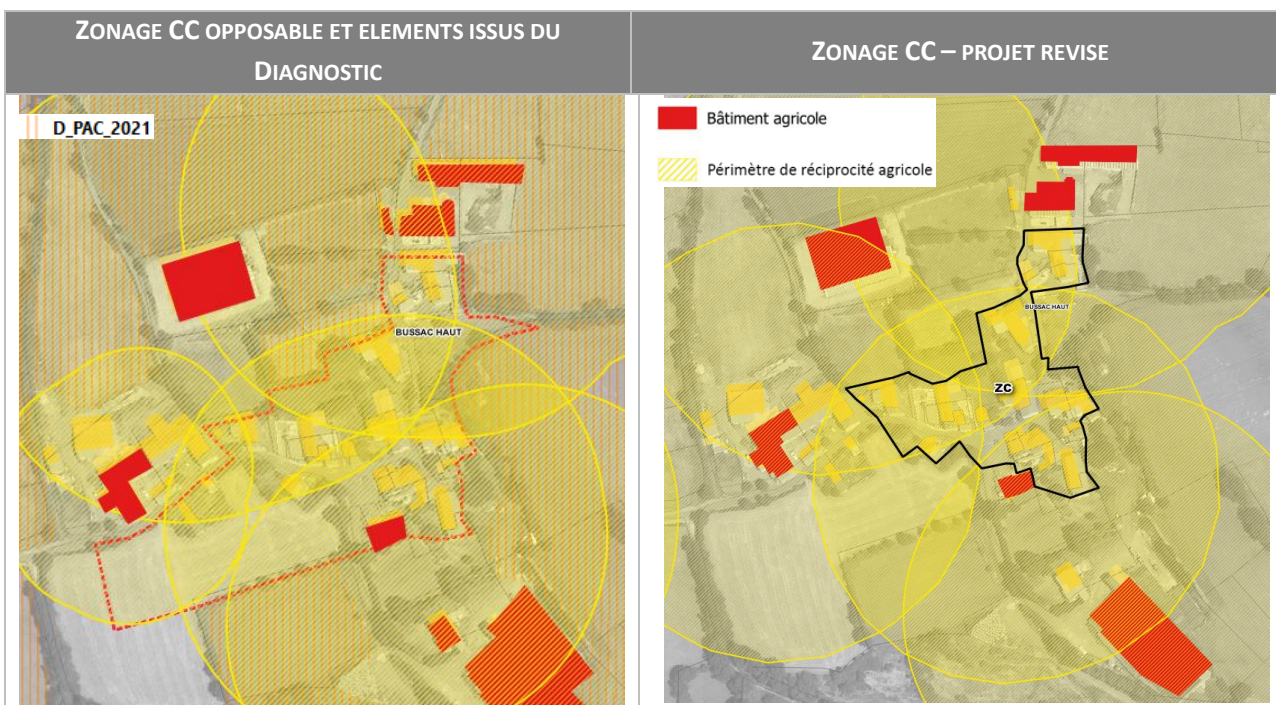 ZONAGE CC OPPOSABLE ET ELEMENTS ISSUS DU
DIAGNOSTIC
ZONAGE CC – PROJET REVISE
D_PAC_2021
BUSSAC HAUT
Bâtiment agricole
Périmètre de réciprocité agricole
BUSSAC HAUT
ZC